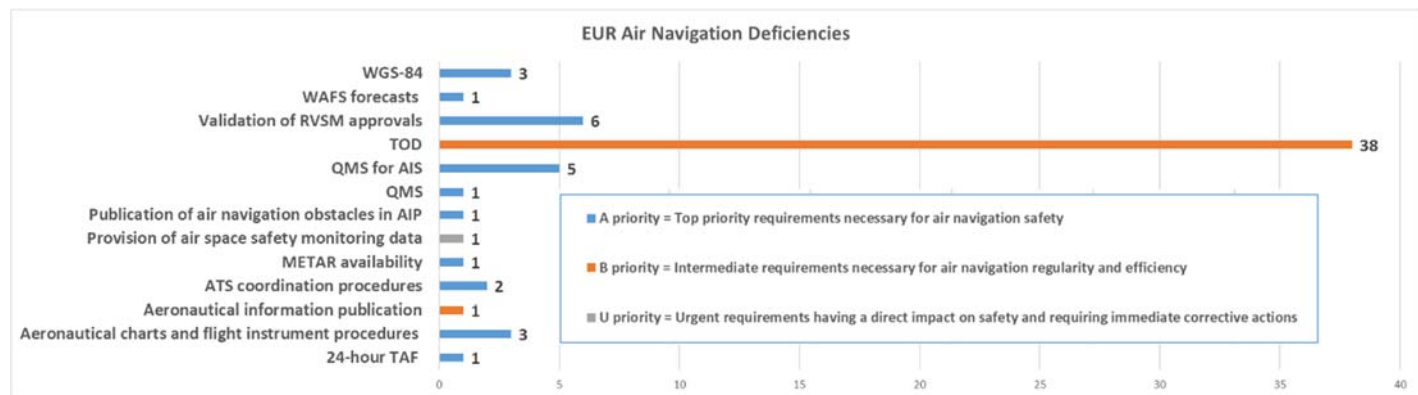 EUR Air Navigation Deficiencies
WGS-84 3
WAFS forecasts 1
Validation of RVSM approvals 6
TOD 38
QMS for AIS 5
QMS 1
Publication of air navigation obstacles in AIP 1
Provision of air space safety monitoring data 1
METAR availability 1
ATS coordination procedures 2
Aeronautical information publication 1
Aeronautical charts and flight instrument procedures 3
24-hour TAF 1
A priority = Top priority requirements necessary for air navigation safety
B priority = Intermediate requirements necessary for air navigation regularity and efficiency
U priority = Urgent requirements having a direct impact on safety and requiring immediate corrective actions
0 5 10 15 20 25 30 35 40